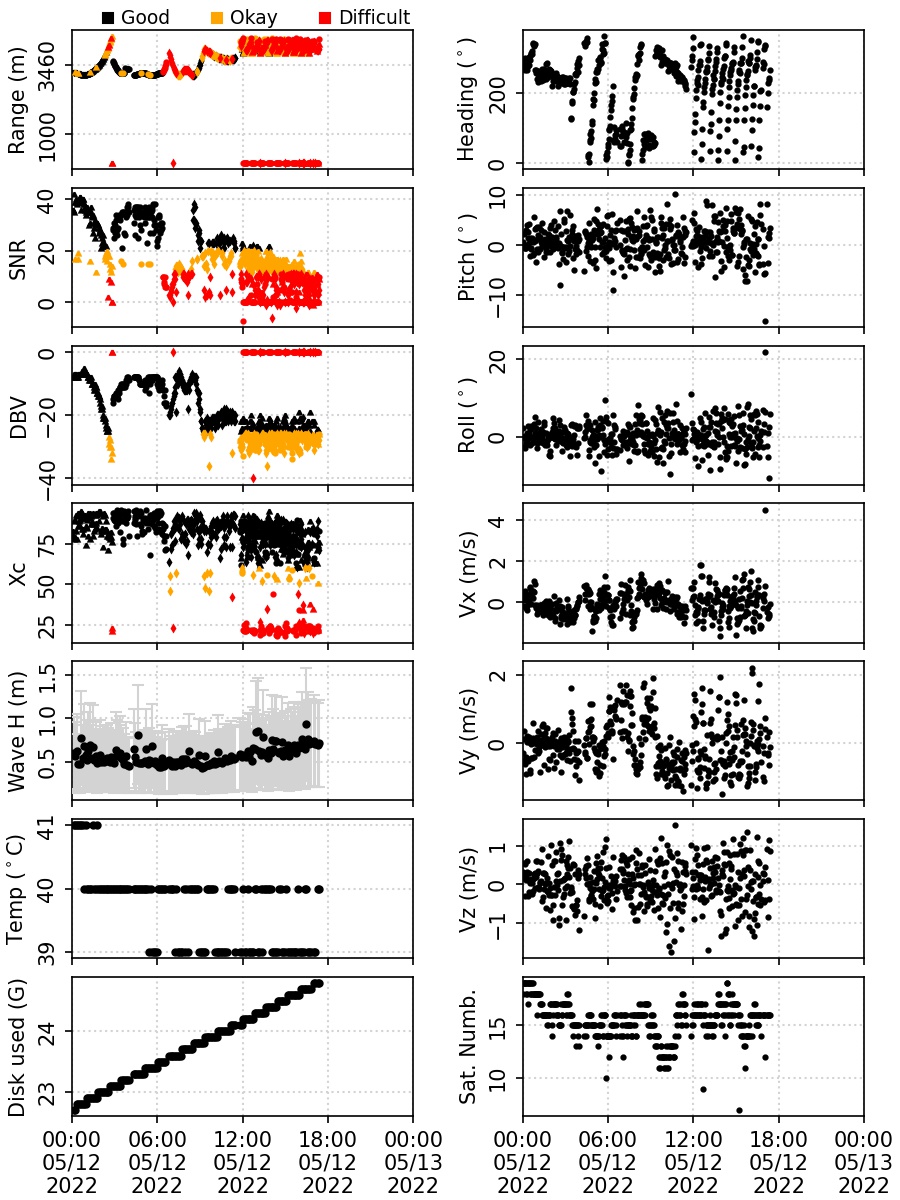 Good Okay Difficult
Range (m)
3460
1000
Heading (°)
200
0
SNR
40
20
0
Pitch (°)
10
0
−10
DBV
0
−20
−40
Roll (°)
20
0
Xc
75
50
25
Vx (m/s)
4
2
0
Wave H (m)
1.5
1.0
0.5
Vy (m/s)
2
0
Temp (°C)
41
40
39
Vz (m/s)
1
0
−1
Disk used (G)
24
23
Sat. Numb.
15
10
00:00 06:00 12:00 18:00 00:00
05/12 05/12 05/12 05/12 05/13
2022 2022 2022 2022 2022
00:00 06:00 12:00 18:00 00:00
05/12 05/12 05/12 05/12 05/13
2022 2022 2022 2022 2022